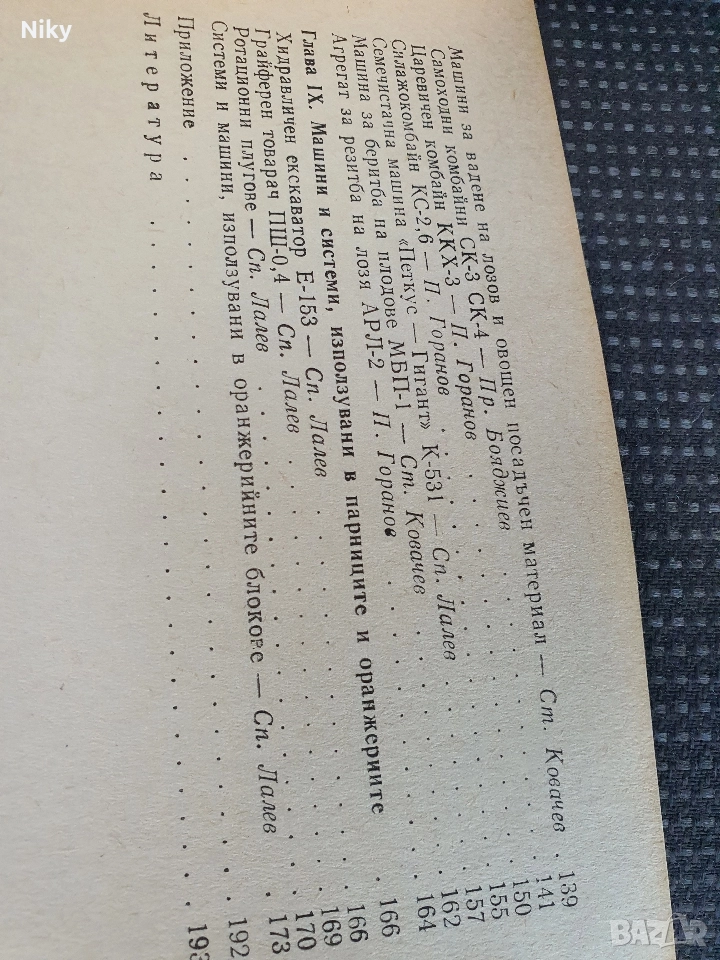 Niky
Машини за вадене на лозов и овощен посадъчен материал — Ст. Ковачев . 139
Самоходни комбайни СК-3 СК-4 — Пр. Бояджиев . . . . . . 141
Царевичен комбайн ККХ-3 — П. Горанов . . . . . . . . 150
Силажокомбайн КС-2,6 — П. Горанов . . . . . . . . . 155
Семечистачна машина «Петкус — Гигант» К-531 — Сп. Лалев . . . . 157
Машина за беритба на плодове МБП-1 — Ст. Ковачев . . . . . 162
Агрегат за резитба на лозя АРЛ-2 — П. Горанов . . . . . . 164
Глава IX. Машини и системи, използувани в парниците и оранжериите . . 166
Хидравличен екскаватор Е-153 — Сп. Лалев . . . . . . . . 166
Грайферен товарач ПШ-0,4 — Сп. Лалев . . . . . . . . . 169
Ротационни плугове — Сп. Лалев . . . . . . . . . . . 170
Системи и машини, използувани в оранжерийните блокове — Сп. Лалев . . 173
Приложение . . . . . . . . . . . . . . . . 192
Литература . . . . . . . . . . . . . . . . 193
BAZAR